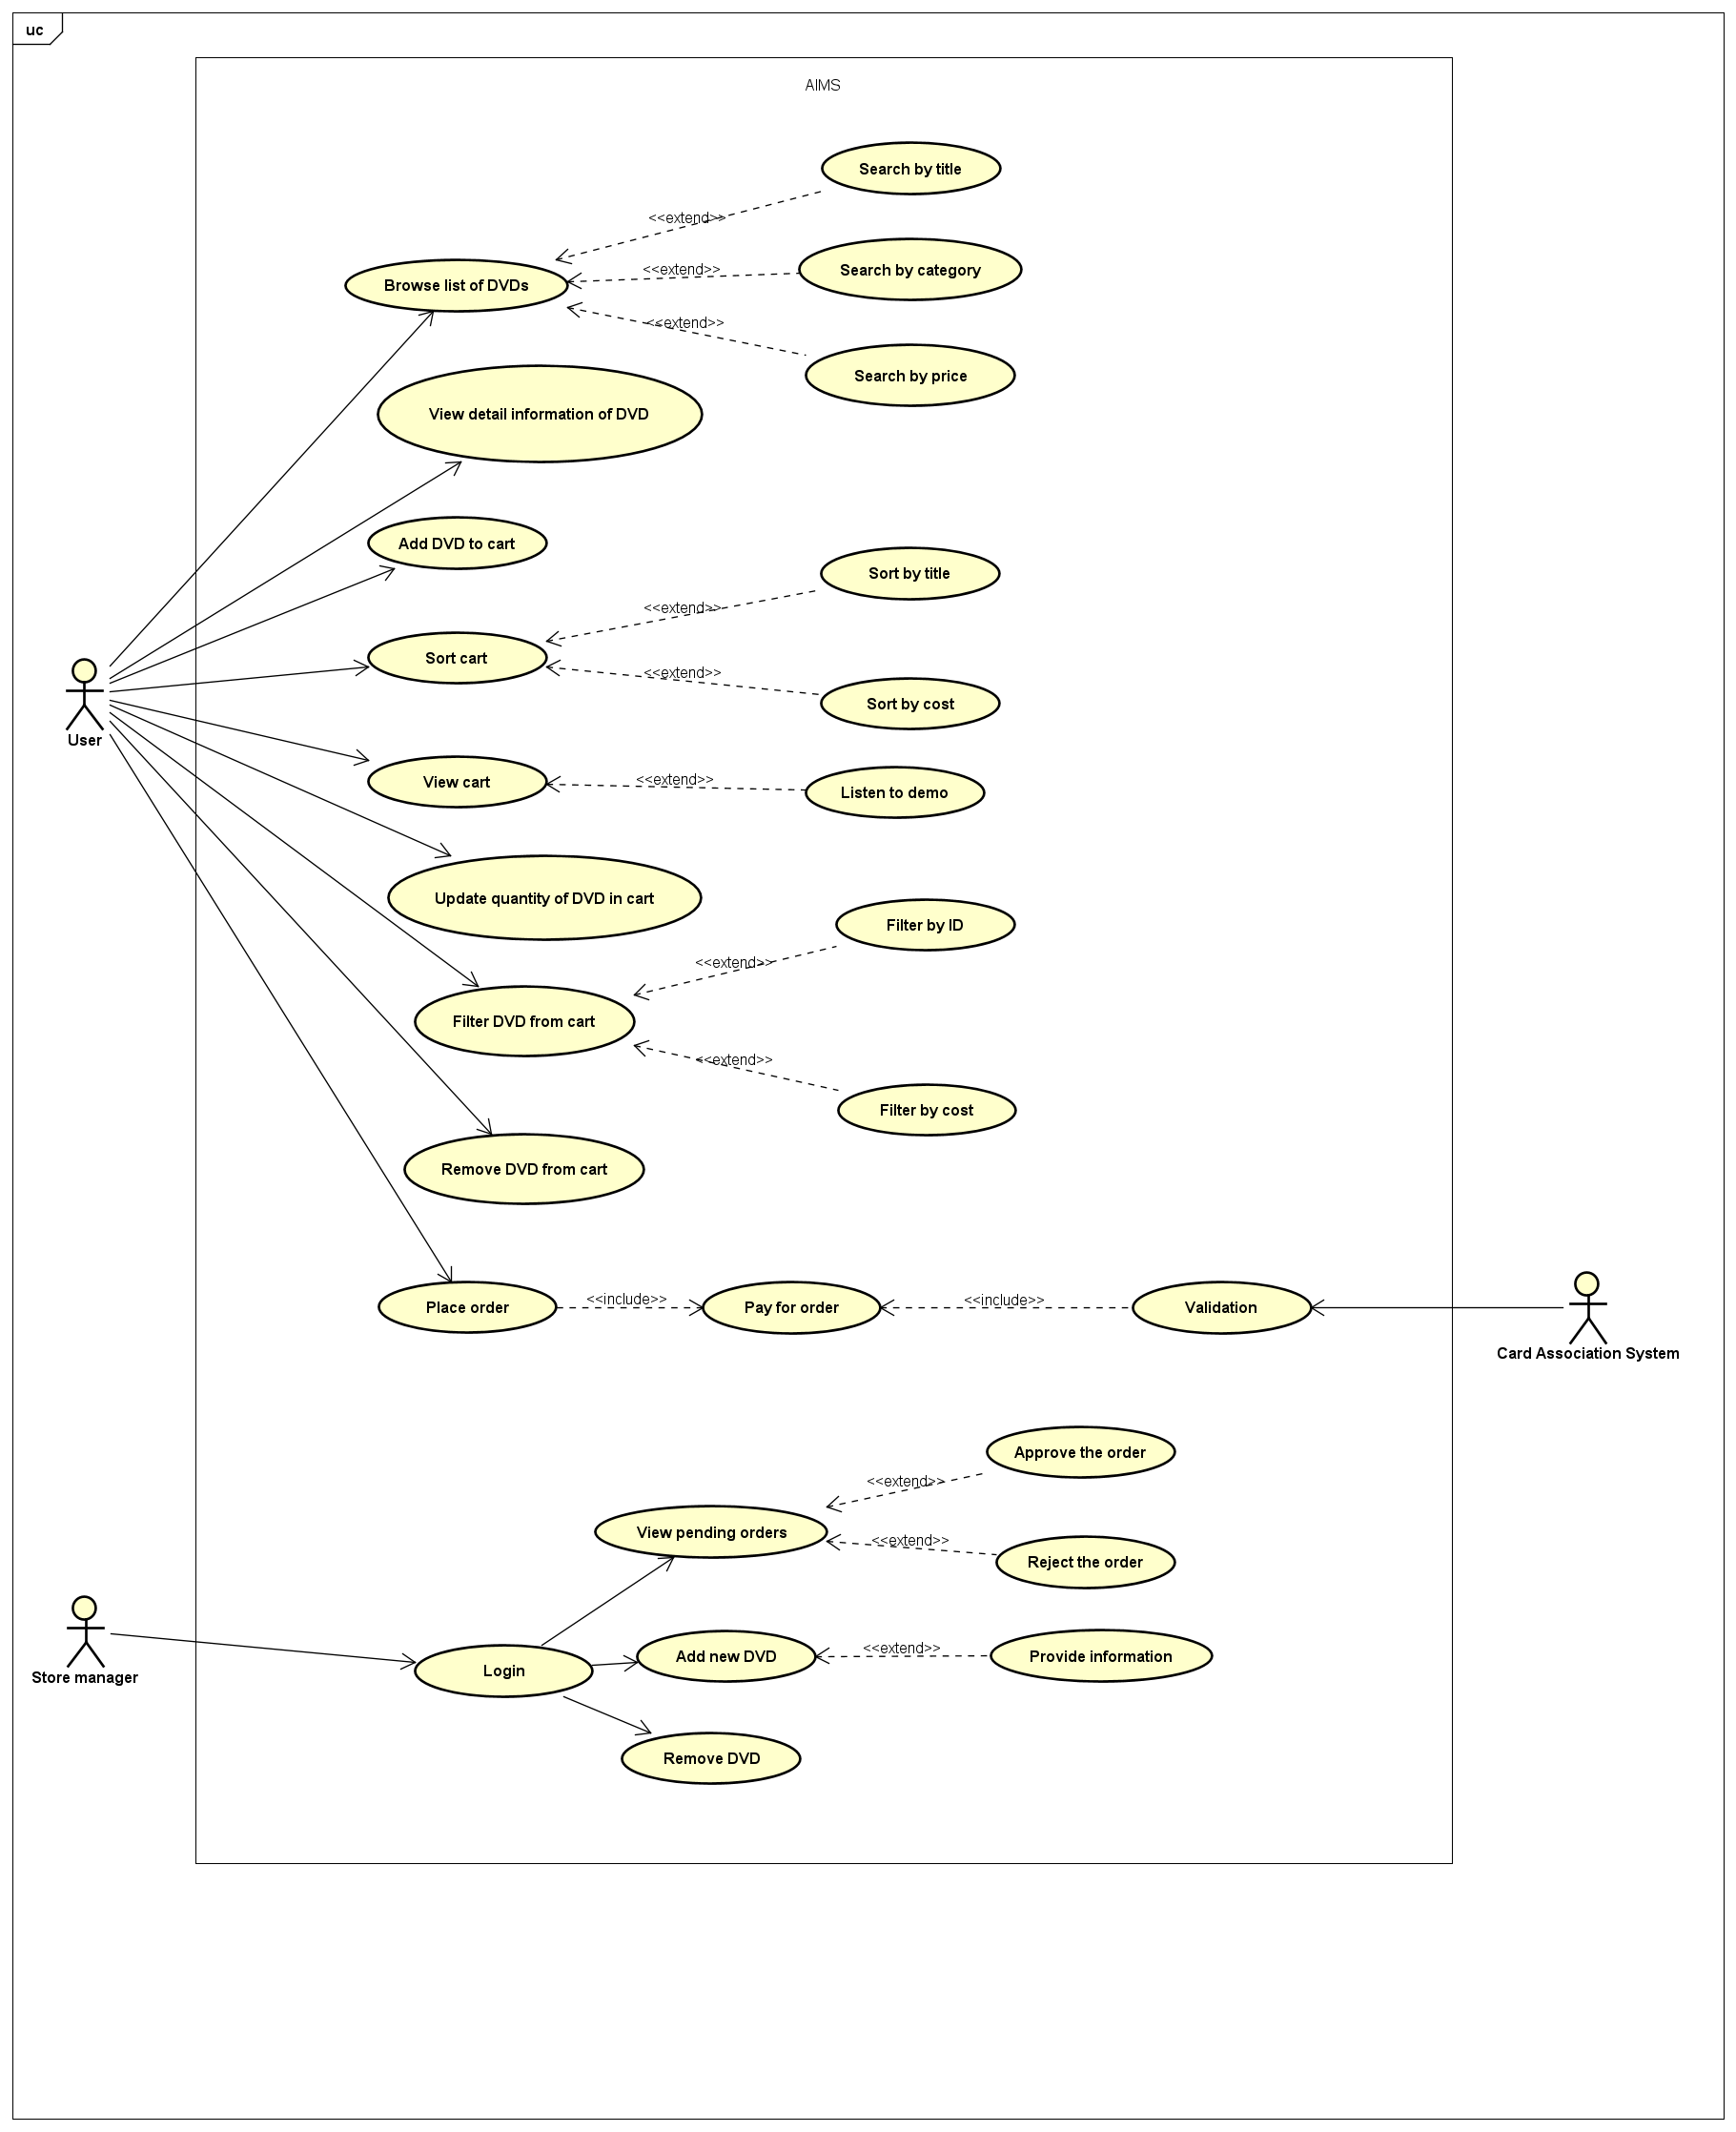 uc
AIMS
Search by title
<<extend>>
Search by category
<<extend>>
Browse list of DVDs
<<extend>>
Search by price
View detail information of DVD
Add DVD to cart
Sort by title
<<extend>>
Sort cart
<<extend>>
Sort by cost
User
View cart
<<extend>>
Listen to demo
Update quantity of DVD in cart
Filter by ID
<<extend>>
Filter DVD from cart
<<extend>>
Filter by cost
Remove DVD from cart
Place order
<<include>>
Pay for order
<<include>>
Validation
Card Association System
Approve the order
<<extend>>
View pending orders
<<extend>>
Reject the order
Add new DVD
<<extend>>
Provide information
Store manager
Login
Remove DVD